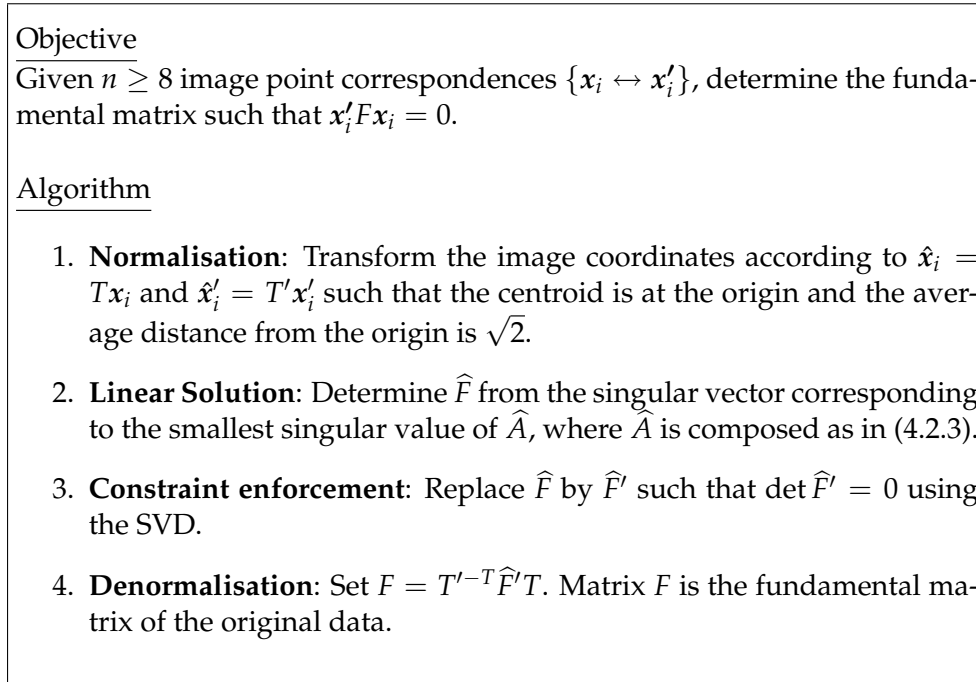 Objective
Given n ≥ 8 image point correspondences {x_i ↔ x'_i}, determine the funda-
mental matrix such that x'_i F x_i = 0.
Algorithm
1. Normalisation: Transform the image coordinates according to x̂_i =
Tx_i and x̂'_i = T'x'_i such that the centroid is at the origin and the aver-
age distance from the origin is √2.
2. Linear Solution: Determine F̂ from the singular vector corresponding
to the smallest singular value of Â, where  is composed as in (4.2.3).
3. Constraint enforcement: Replace F̂ by F̂' such that det F̂' = 0 using
the SVD.
4. Denormalisation: Set F = T'^{-T} F̂' T. Matrix F is the fundamental ma-
trix of the original data.